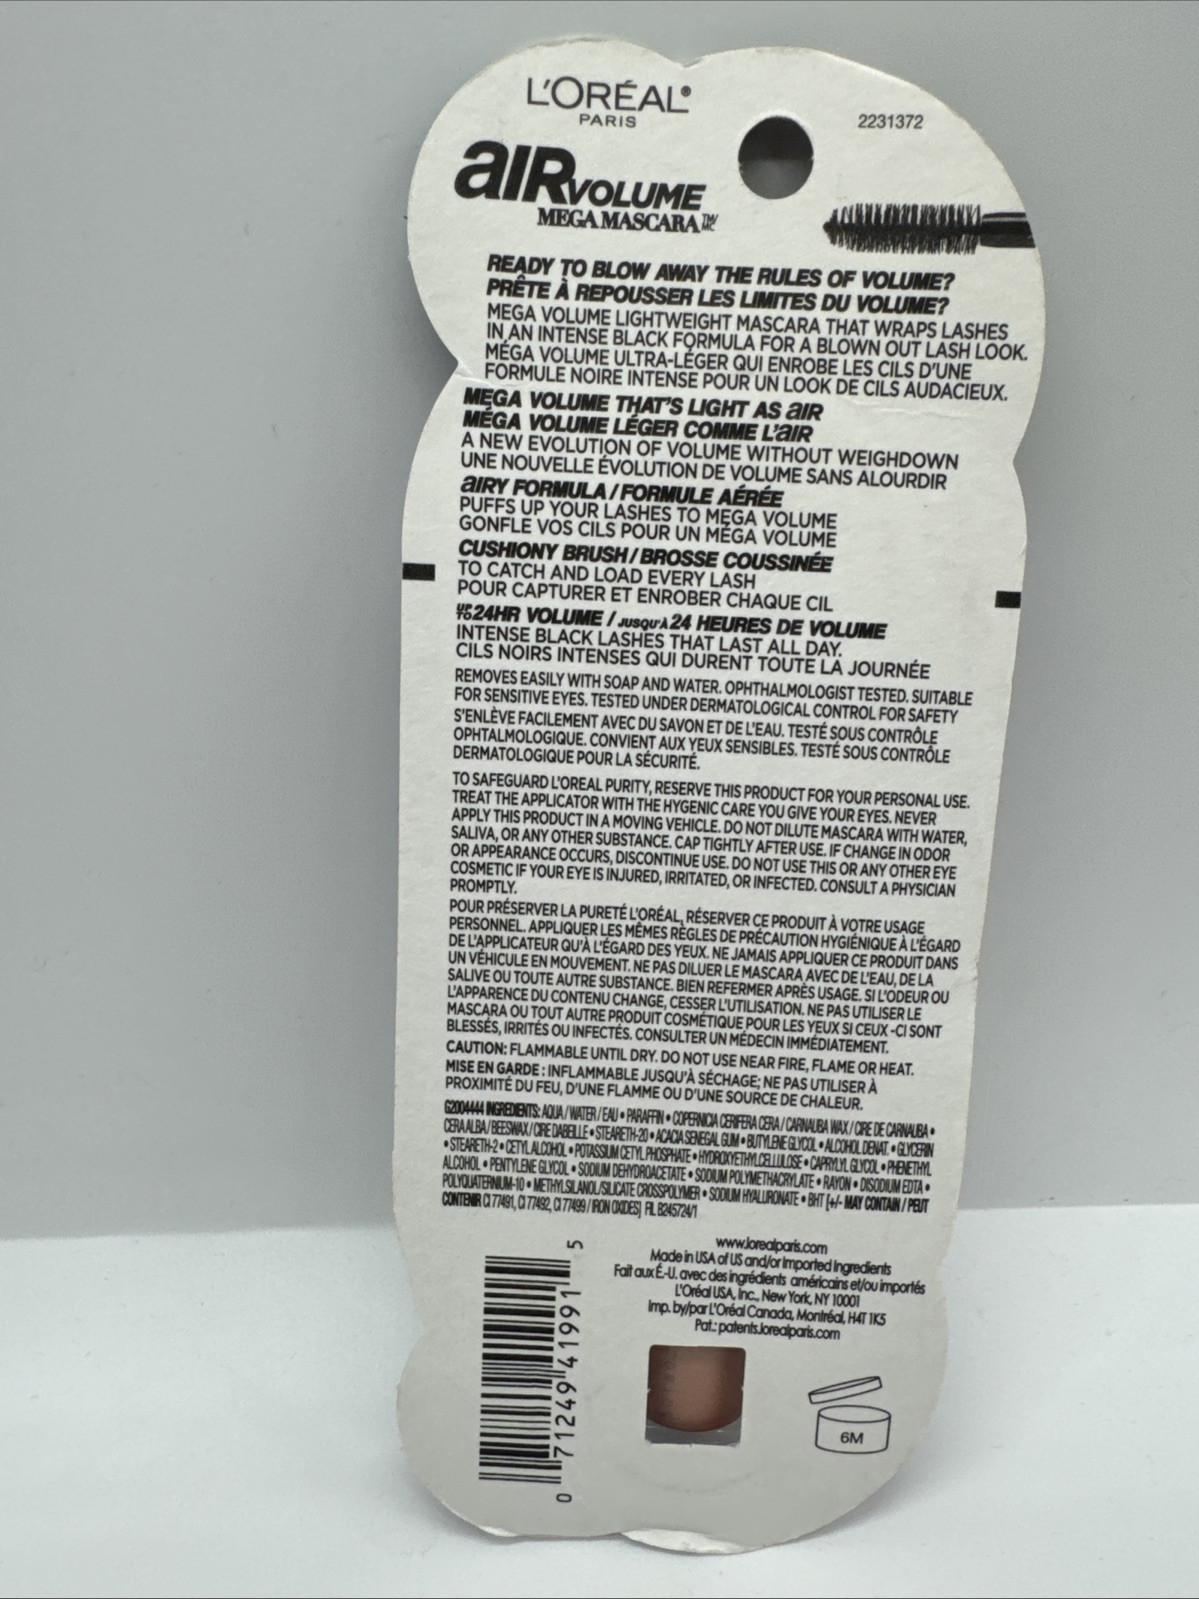 L'ORÉAL®
PARIS
2231372
aIR VOLUME
MEGA MASCARA TM/MC
READY TO BLOW AWAY THE RULES OF VOLUME?
PRÊTE À REPOUSSER LES LIMITES DU VOLUME?
MEGA VOLUME LIGHTWEIGHT MASCARA THAT WRAPS LASHES
IN AN INTENSE BLACK FORMULA FOR A BLOWN OUT LASH LOOK.
MÉGA VOLUME ULTRA-LÉGER QUI ENROBE LES CILS D'UNE
FORMULE NOIRE INTENSE POUR UN LOOK DE CILS AUDACIEUX.
MEGA VOLUME THAT'S LIGHT AS aIR
MÉGA VOLUME LÉGER COMME L'aIR
A NEW EVOLUTION OF VOLUME WITHOUT WEIGHDOWN
UNE NOUVELLE ÉVOLUTION DE VOLUME SANS ALOURDIR
aIRY FORMULA / FORMULE AÉRÉE
PUFFS UP YOUR LASHES TO MEGA VOLUME
GONFLE VOS CILS POUR UN MÉGA VOLUME
CUSHIONY BRUSH / BROSSE COUSSINÉE
TO CATCH AND LOAD EVERY LASH
POUR CAPTURER ET ENROBER CHAQUE CIL
UP TO 24HR VOLUME / JUSQU'À 24 HEURES DE VOLUME
INTENSE BLACK LASHES THAT LAST ALL DAY.
CILS NOIRS INTENSES QUI DURENT TOUTE LA JOURNÉE
REMOVES EASILY WITH SOAP AND WATER. OPHTHALMOLOGIST TESTED. SUITABLE
FOR SENSITIVE EYES. TESTED UNDER DERMATOLOGICAL CONTROL FOR SAFETY
S'ENLÈVE FACILEMENT AVEC DU SAVON ET DE L'EAU. TESTÉ SOUS CONTRÔLE
OPHTALMOLOGIQUE. CONVIENT AUX YEUX SENSIBLES. TESTÉ SOUS CONTRÔLE
DERMATOLOGIQUE POUR LA SÉCURITÉ.
TO SAFEGUARD L'OREAL PURITY, RESERVE THIS PRODUCT FOR YOUR PERSONAL USE.
TREAT THE APPLICATOR WITH THE HYGENIC CARE YOU GIVE YOUR EYES. NEVER
APPLY THIS PRODUCT IN A MOVING VEHICLE. DO NOT DILUTE MASCARA WITH WATER,
SALIVA, OR ANY OTHER SUBSTANCE. CAP TIGHTLY AFTER USE. IF CHANGE IN ODOR
OR APPEARANCE OCCURS, DISCONTINUE USE. DO NOT USE THIS OR ANY OTHER EYE
COSMETIC IF YOUR EYE IS INJURED, IRRITATED, OR INFECTED. CONSULT A PHYSICIAN
PROMPTLY.
POUR PRÉSERVER LA PURETÉ L'ORÉAL, RÉSERVER CE PRODUIT À VOTRE USAGE
PERSONNEL. APPLIQUER LES MÊMES RÈGLES DE PRÉCAUTION HYGIÉNIQUE À L'ÉGARD
DE L'APPLICATEUR QU'À L'ÉGARD DES YEUX. NE JAMAIS APPLIQUER CE PRODUIT DANS
UN VÉHICULE EN MOUVEMENT. NE PAS DILUER LE MASCARA AVEC DE L'EAU, DE LA
SALIVE OU TOUTE AUTRE SUBSTANCE. BIEN REFERMER APRÈS USAGE. SI L'ODEUR OU
L'APPARENCE DU CONTENU CHANGE, CESSER L'UTILISATION. NE PAS UTILISER LE
MASCARA OU TOUT AUTRE PRODUIT COSMÉTIQUE POUR LES YEUX SI CEUX -CI SONT
BLESSÉS, IRRITÉS OU INFECTÉS. CONSULTER UN MÉDECIN IMMÉDIATEMENT.
CAUTION: FLAMMABLE UNTIL DRY. DO NOT USE NEAR FIRE, FLAME OR HEAT.
MISE EN GARDE : INFLAMMABLE JUSQU'À SÉCHAGE; NE PAS UTILISER À
PROXIMITÉ DU FEU, D'UNE FLAMME OU D'UNE SOURCE DE CHALEUR.
G2004444 INGREDIENTS: AQUA / WATER / EAU • PARAFFIN • COPERNICIA CERIFERA CERA / CARNAUBA WAX / CIRE DE CARNAUBA •
CERA ALBA / BEESWAX / CIRE DABEILLE • STEARETH-20 • ACACIA SENEGAL GUM • BUTYLENE GLYCOL • ALCOHOL DENAT. • GLYCERIN
• STEARETH-2 • CETYL ALCOHOL • POTASSIUM CETYL PHOSPHATE • HYDROXYETHYLCELLULOSE • CAPRYLYL GLYCOL • PHENETHYL
ALCOHOL • PENTYLENE GLYCOL • SODIUM DEHYDROACETATE • SODIUM POLYMETHACRYLATE • RAYON • DISODIUM EDTA •
POLYQUATERNIUM-10 • METHYLSILANOL/SILICATE CROSSPOLYMER • SODIUM HYALURONATE • BHT [+/- MAY CONTAIN / PEUT
CONTENIR CI 77491, CI 77492, CI 77499 / IRON OXIDES] FIL B245724/1
www.lorealparis.com
Made in USA of US and/or Imported Ingredients
Fait aux É.-U. avec des ingrédients américains et/ou importés
L'Oréal USA, Inc., New York, NY 10001
Imp. by/par L'Oréal Canada, Montréal, H4T 1K5
Pat.: patents.lorealparis.com
0 71249 41991 5
6M